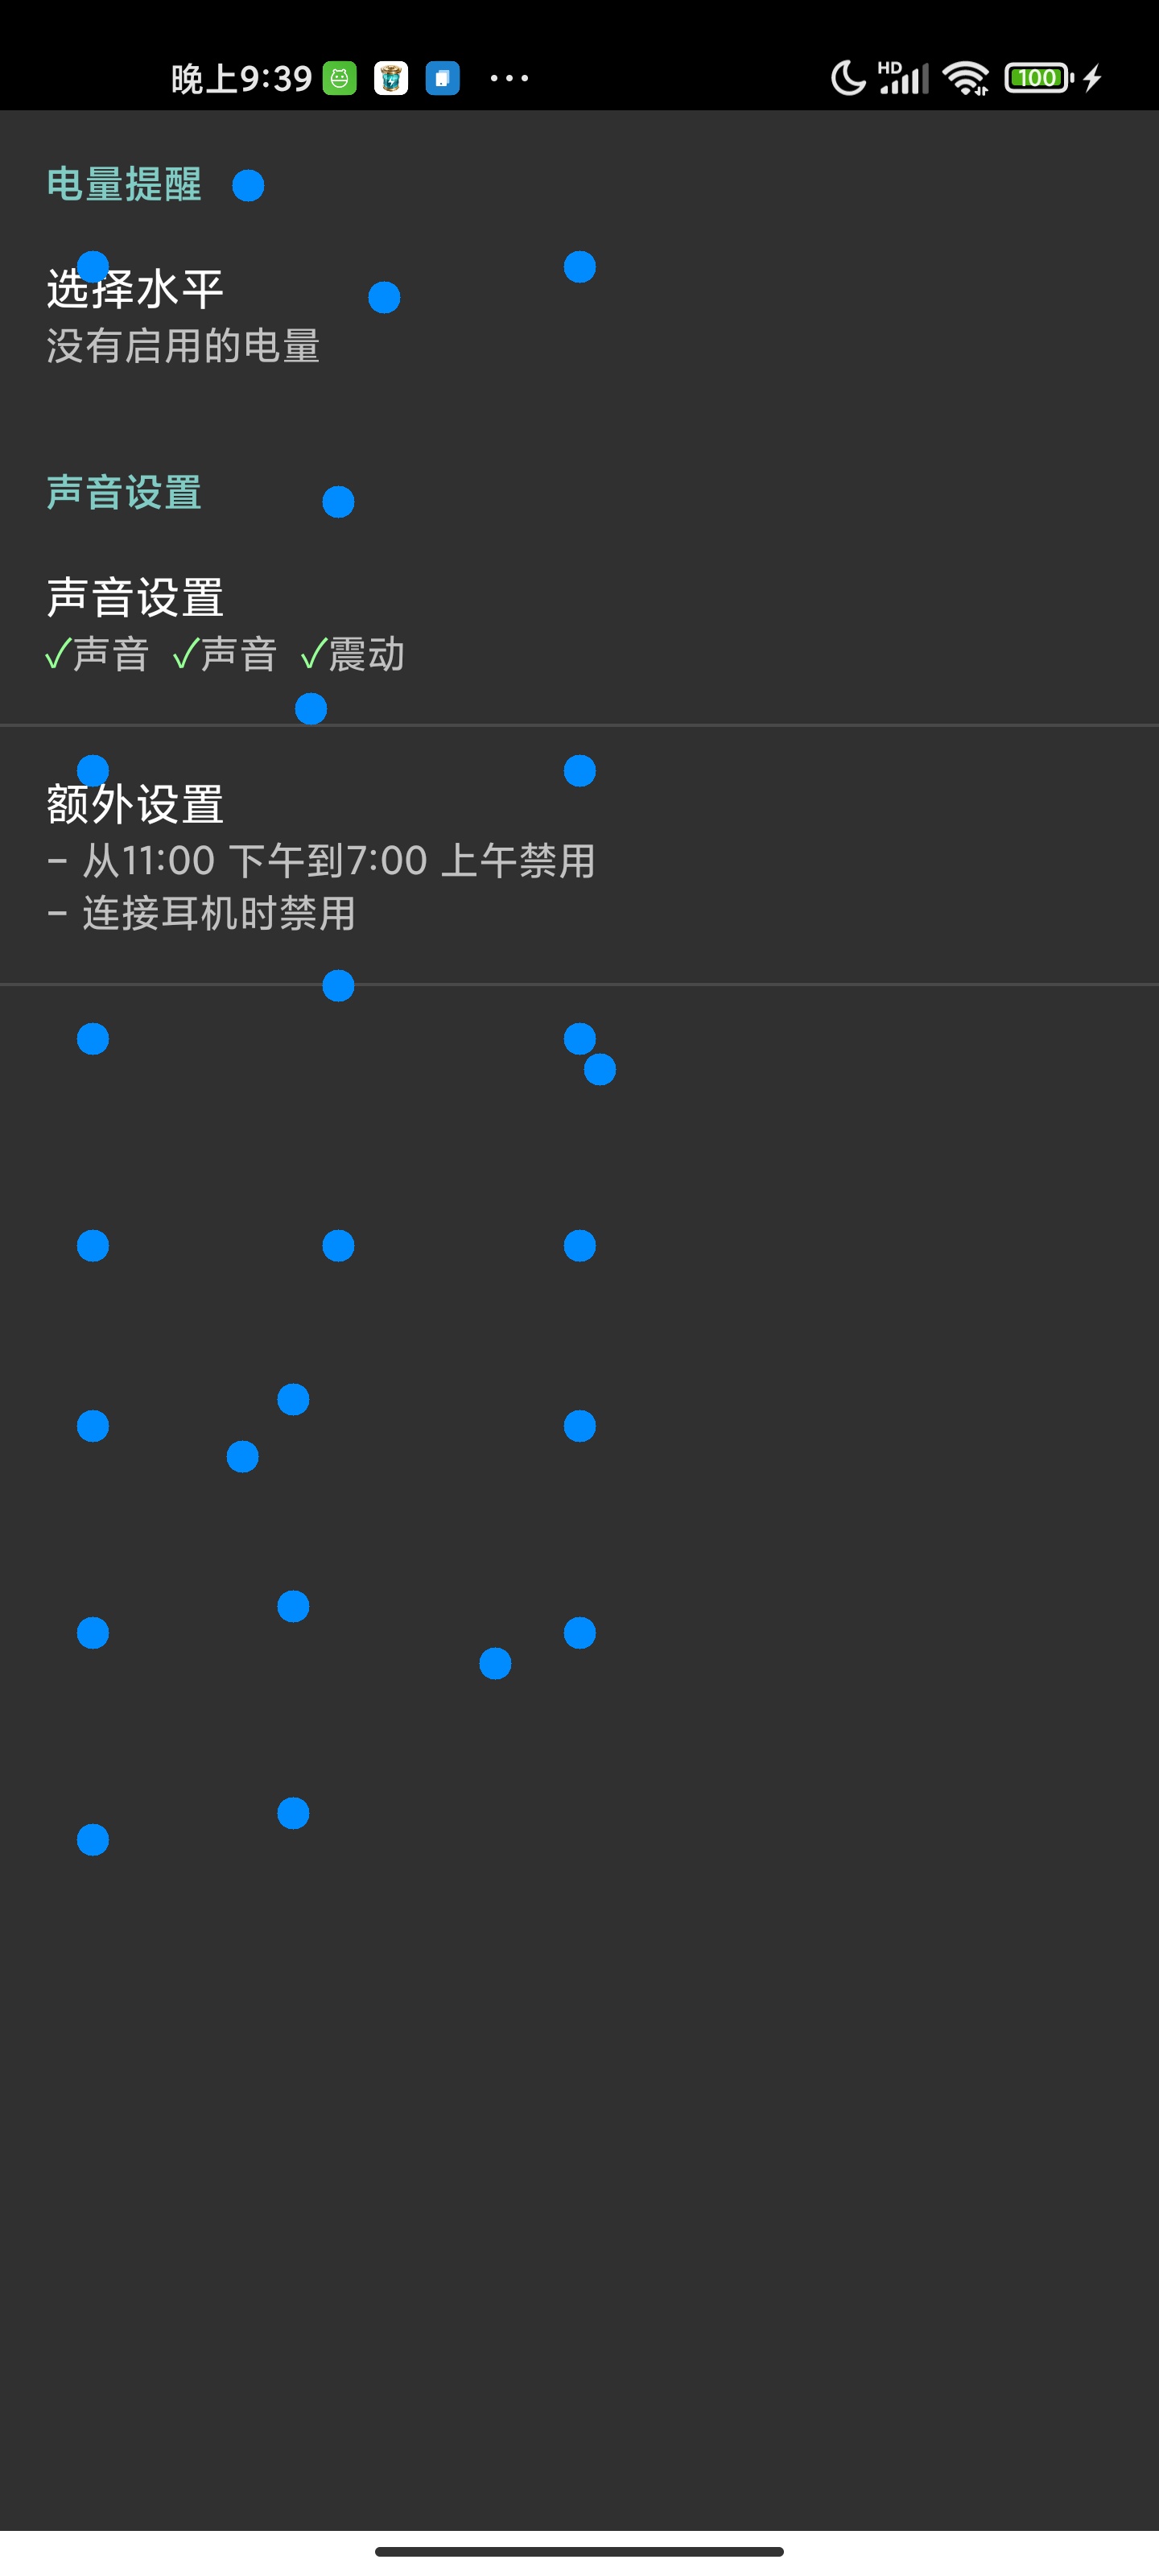 晚上9:39
HD
100
电量提醒
选择水平
没有启用的电量
声音设置
声音设置
✓声音 ✓声音 ✓震动
额外设置
- 从11:00 下午到7:00 上午禁用
- 连接耳机时禁用